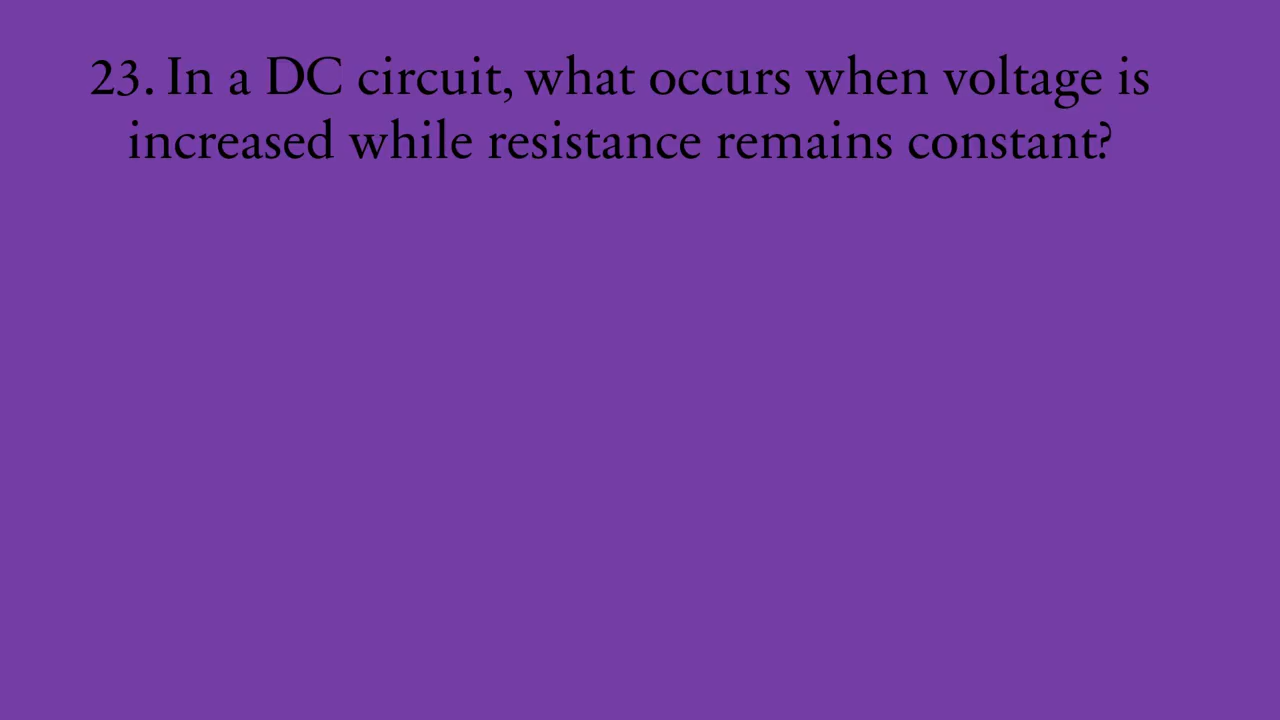 23. In a DC circuit, what occurs when voltage is
increased while resistance remains constant?